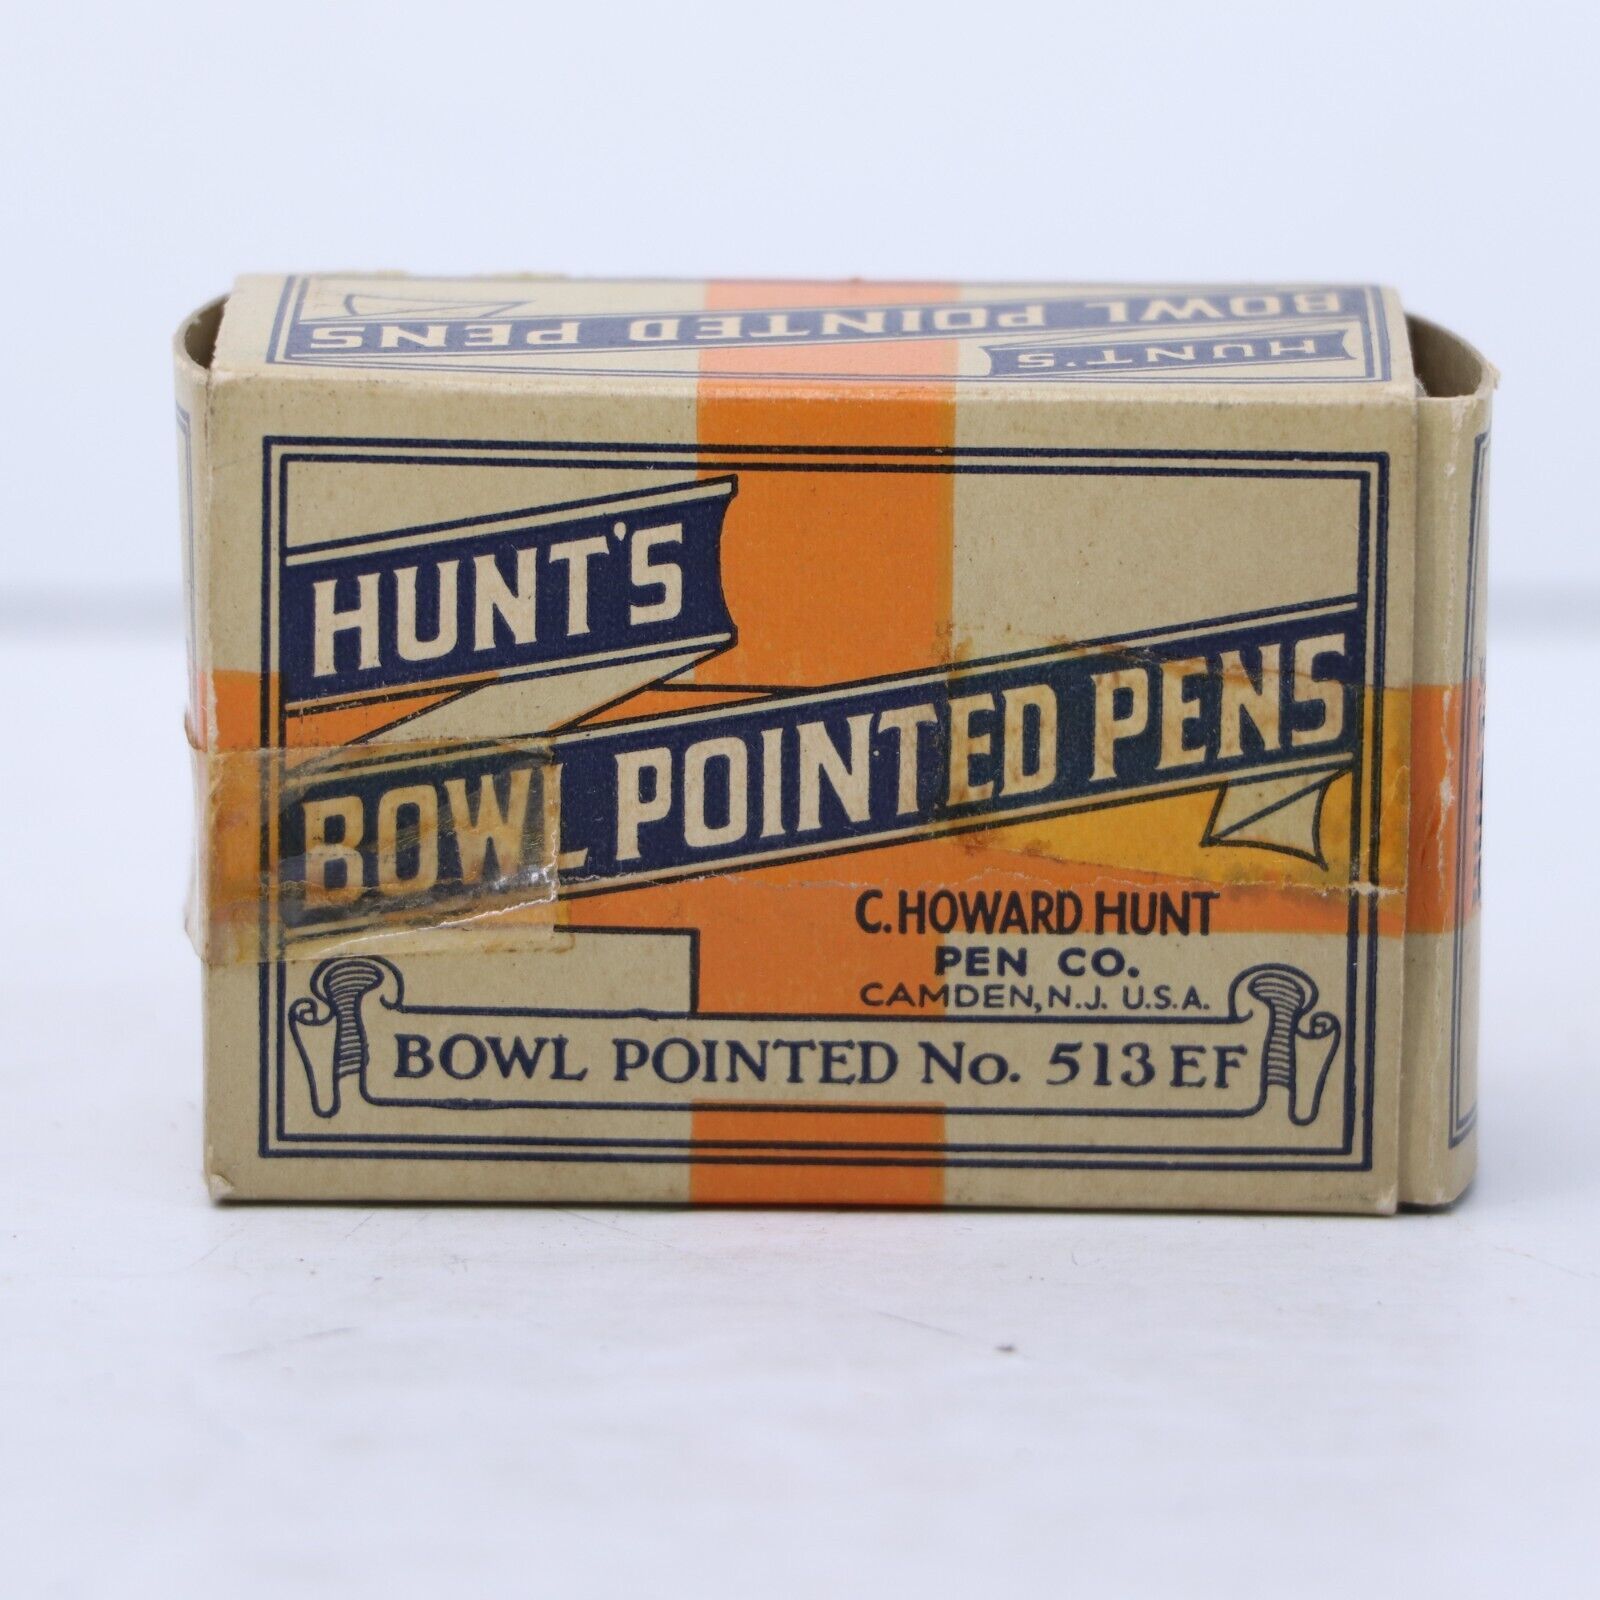 BOWL POINTED PENS
HUNT'S
HUNT'S
BOWL POINTED PENS
C. HOWARD HUNT
PEN CO.
CAMDEN, N.J. U.S.A.
BOWL POINTED No. 513 EF